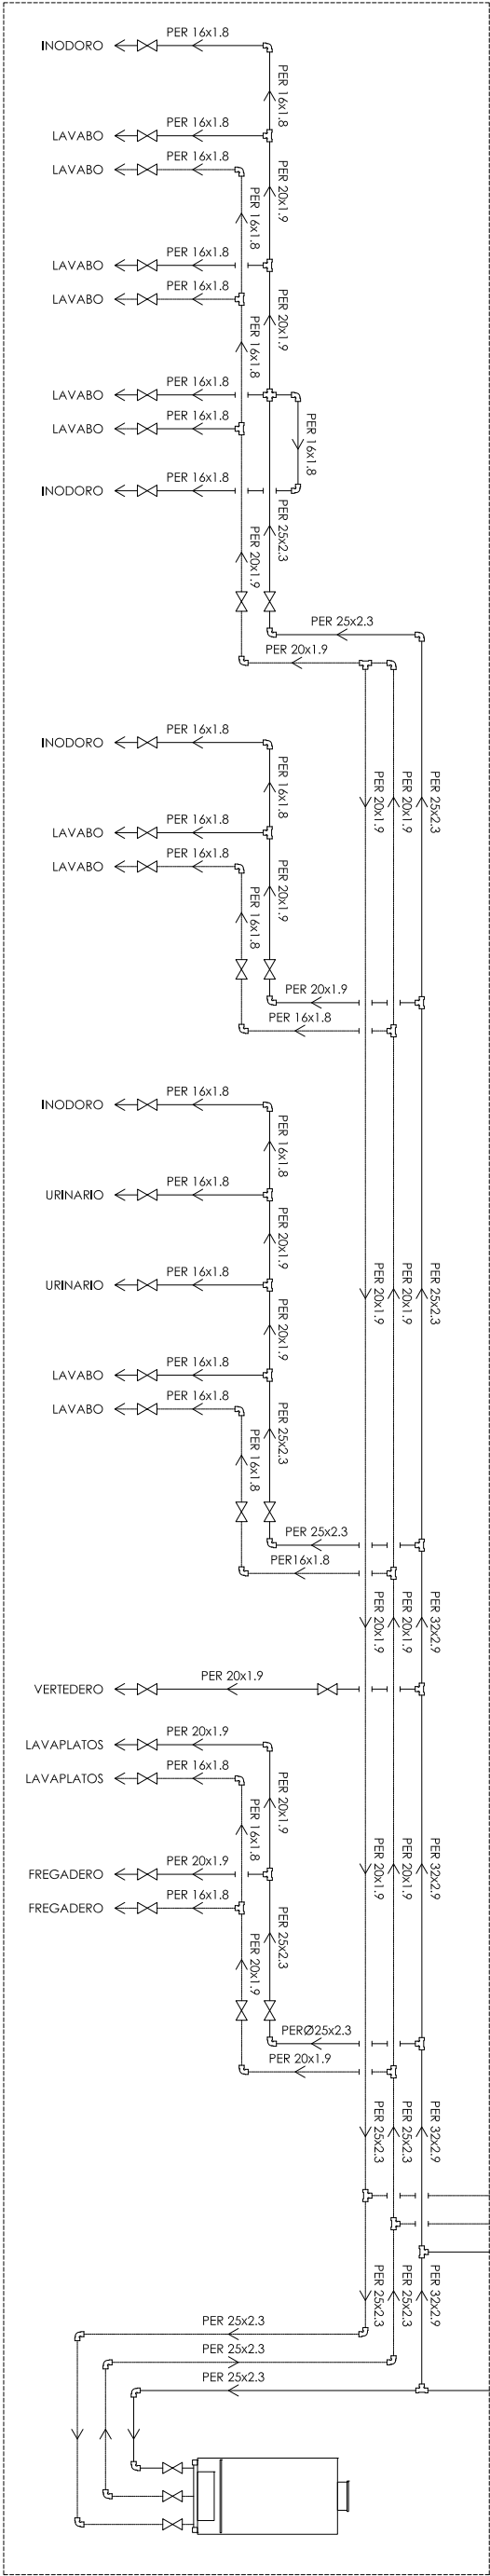 PER 16x1.8
INODORO
PER 16x1.8
PER 16x1.8
LAVABO
PER 16x1.8
LAVABO
PER 20x1.9
PER 16x1.8
PER 16x1.8
LAVABO
PER 16x1.8
LAVABO
PER 20x1.9
PER 16x1.8
PER 16x1.8
LAVABO
PER 16x1.8
LAVABO
PER 16x1.8
PER 16x1.8
INODORO
PER 25x2.3
PER 20x1.9
PER 25x2.3
PER 20x1.9
PER 16x1.8
INODORO
PER 16x1.8
PER 20x1.9
PER 20x1.9
PER 25x2.3
PER 16x1.8
LAVABO
PER 16x1.8
LAVABO
PER 20x1.9
PER 16x1.8
PER 20x1.9
PER 16x1.8
PER 16x1.8
INODORO
PER 16x1.8
PER 16x1.8
URINARIO
PER 20x1.9
PER 16x1.8
URINARIO
PER 20x1.9
PER 20x1.9
PER 20x1.9
PER 25x2.3
PER 16x1.8
LAVABO
PER 16x1.8
LAVABO
PER 25x2.3
PER 16x1.8
PER 25x2.3
PER16x1.8
PER 20x1.9
PER 20x1.9
PER 32x2.9
PER 20x1.9
VERTEDERO
PER 20x1.9
LAVAPLATOS
PER 16x1.8
LAVAPLATOS
PER 20x1.9
PER 16x1.8
PER 20x1.9
FREGADERO
PER 16x1.8
FREGADERO
PER 20x1.9
PER 20x1.9
PER 32x2.9
PER 25x2.3
PER 20x1.9
PERØ25x2.3
PER 20x1.9
PER 25x2.3
PER 25x2.3
PER 32x2.9
PER 25x2.3
PER 25x2.3
PER 32x2.9
PER 25x2.3
PER 25x2.3
PER 25x2.3